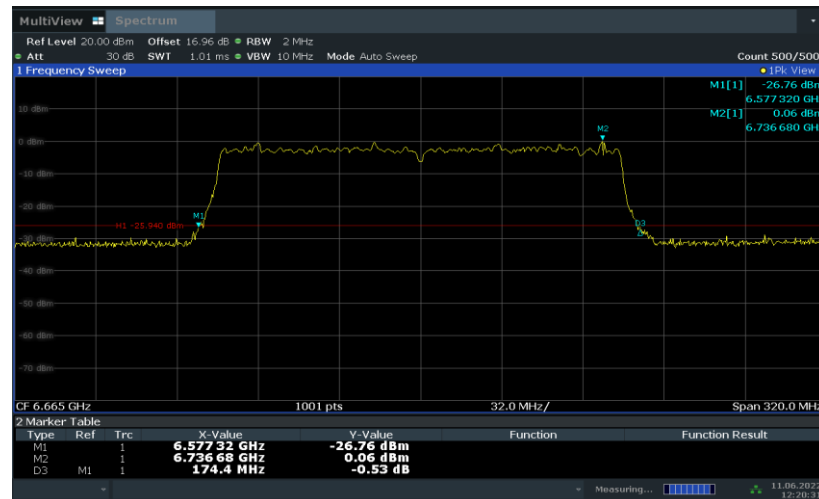 MultiView Spectrum
Ref Level 20.00 dBm Offset 16.96 dB RBW 2 MHz
Att 30 dB SWT 1.01 ms VBW 10 MHz Mode Auto Sweep Count 500/500
1 Frequency Sweep 1Pk View
M1[1] -26.76 dBm
6.577 320 GH
10 dBm
M2[1] 0.06 dBm
6.736 680 GH
M2
0 dBm
-10 dBm
-20 dBm
M1
H1 -25.940 dBm
D3
-30 dBm
-40 dBm
-50 dBm
-60 dBm
-70 dBm
CF 6.665 GHz 1001 pts 32.0 MHz/ Span 320.0 MHz
2 Marker Table
Type Ref Trc X-Value Y-Value Function Function Result
M1 1 6.577 32 GHz -26.76 dBm
M2 1 6.736 68 GHz 0.06 dBm
D3 M1 1 174.4 MHz -0.53 dB
Measuring... 11.06.2022